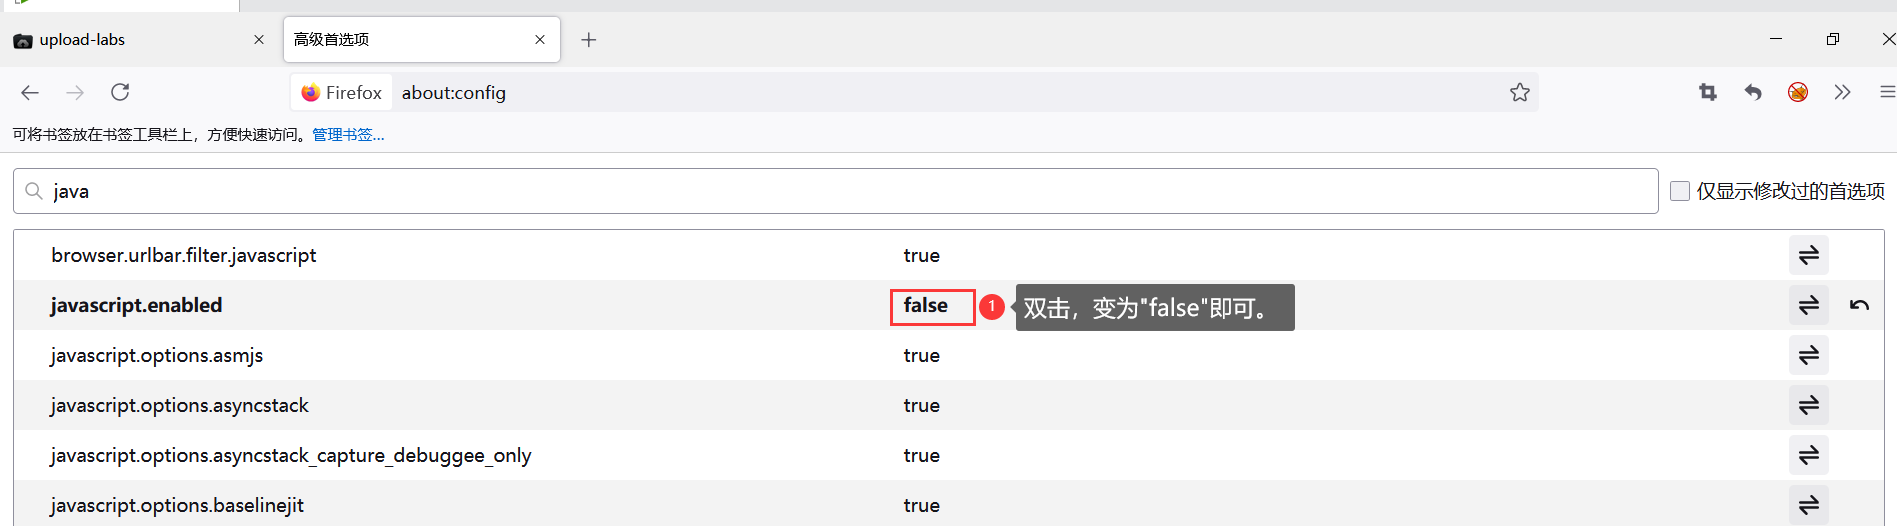 upload-labs
高级首选项
Firefox about:config
可将书签放在书签工具栏上，方便快速访问。管理书签...
java
仅显示修改过的首选项
browser.urlbar.filter.javascript true
javascript.enabled false 1 双击，变为"false"即可。
javascript.options.asmjs true
javascript.options.asyncstack true
javascript.options.asyncstack_capture_debuggee_only true
javascript.options.baselinejit true